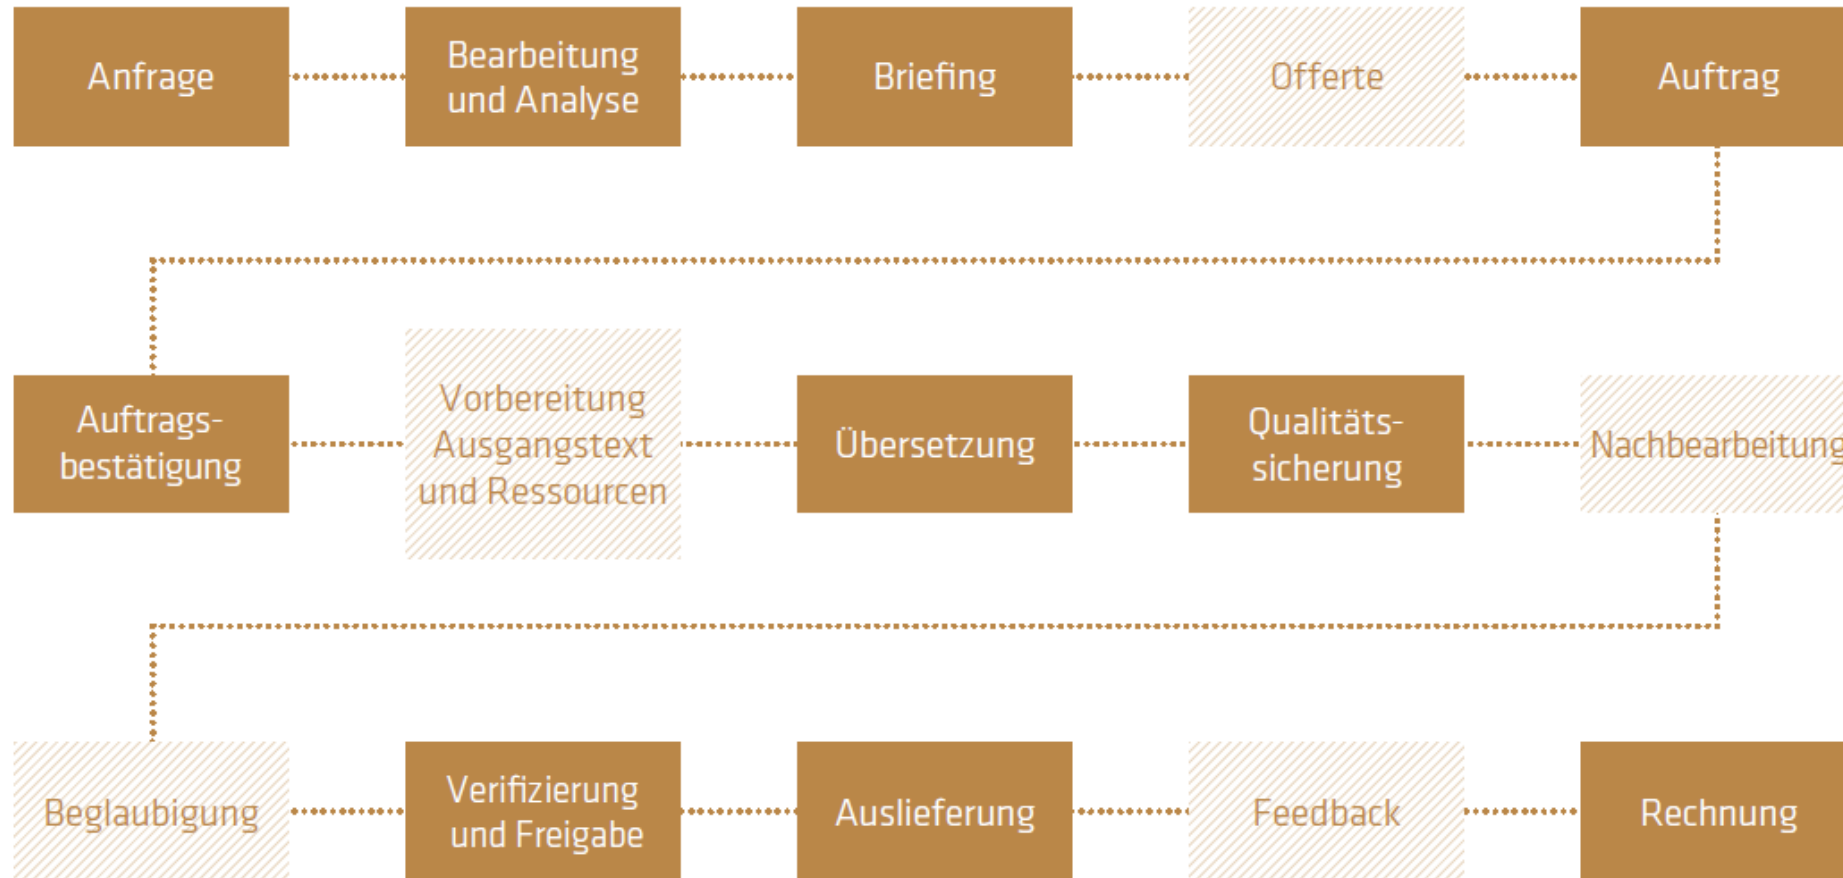 Anfrage
Bearbeitung
und Analyse
Briefing
Offerte
Auftrag
Auftrags-
bestätigung
Vorbereitung
Ausgangstext
und Ressourcen
Übersetzung
Qualitäts-
sicherung
Nachbearbeitung
Beglaubigung
Verifizierung
und Freigabe
Auslieferung
Feedback
Rechnung